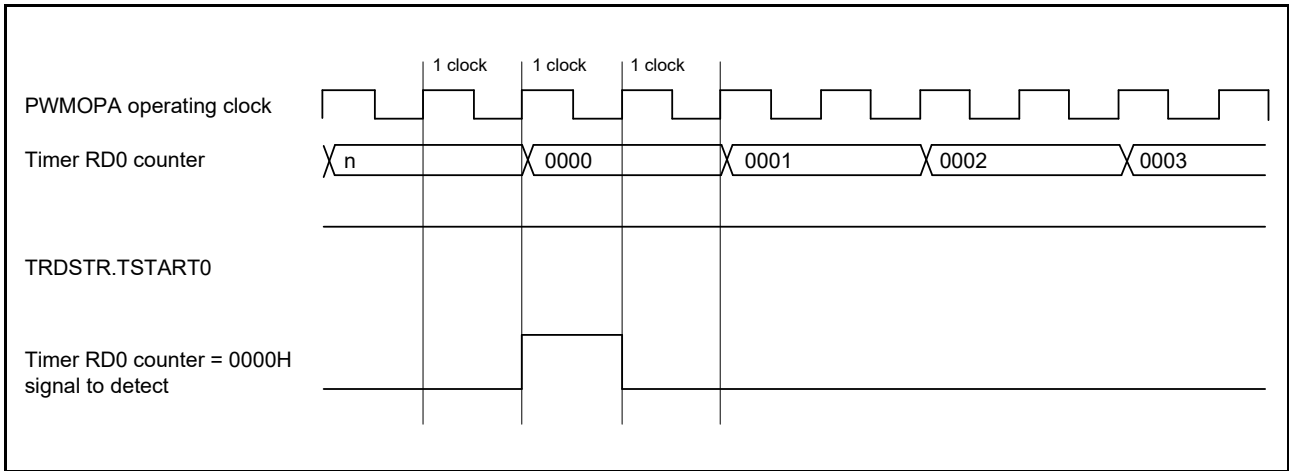 1 clock 1 clock 1 clock
PWMOPA operating clock
Timer RD0 counter n 0000 0001 0002 0003
TRDSTR.TSTART0
Timer RD0 counter = 0000H
signal to detect